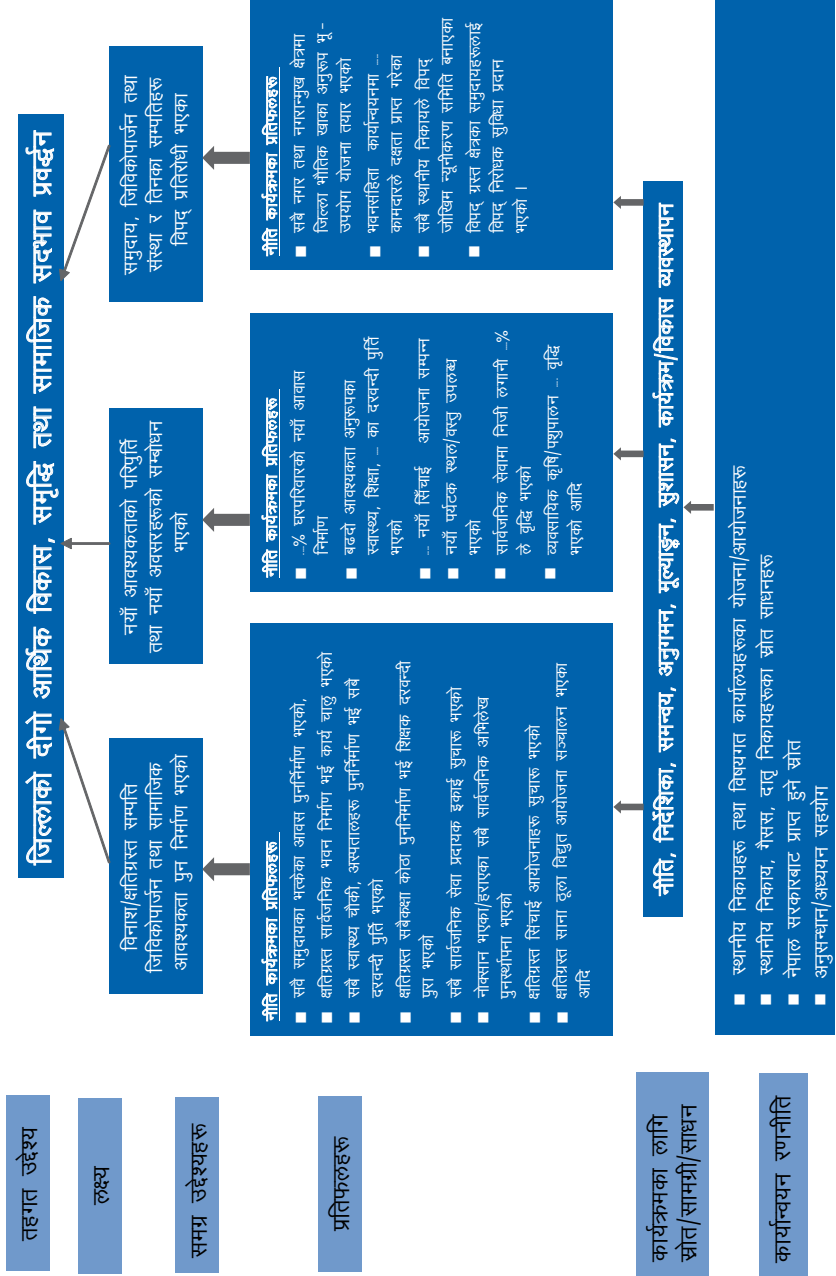 तहगत उद्देश्य
लक्ष्य
जिल्लाको दीगो आर्थिक विकास, समृद्धि तथा सामाजिक सदभाव प्रवर्द्धन
समग्र उद्देश्यहरू
विनाश/क्षतिग्रस्त सम्पत्ति
जिविकोपार्जन तथा सामाजिक
आवश्यकता पुन निर्माण भएको
नयाँ आवश्यकताको परिपुर्ति
तथा नयाँ अवसरहरूको सम्बोधन
भएको
समुदाय, जिविकोपार्जन तथा
संस्था र तिनका सम्पतिहरू
विपद् प्रतिरोधी भएका
प्रतिफलहरू
नीति कार्यक्रमका प्रतिफलहरू
■ सवै समुदायका भत्केका आवस पुनर्निर्माण भएको,
■ क्षतिग्रस्त सार्वजनिक भवन निर्माण भई कार्य चालु भएको
■ सबै स्वास्थ्य चौकी, अस्पतालहरू पुनर्निर्माण भई सबै
दरवन्दी पुर्ति भएको
■ क्षतिग्रस्त सबैकक्षा कोठा पुननिर्माण भई शिक्षक दरवन्दी
पुरा भएको
■ सबै सार्वजनिक सेवा प्रदायक इकाई सुचारू भएको
■ नोक्सान भएका/हराएका सबै सार्वजनिक अभिलेख
पुनर्स्थापना भएको
■ क्षतिग्रस्त सिचाई आयोजनाहरू सुचारू भएको
■ क्षतिग्रस्त साना ठूला विद्युत आयोजना सञ्चालन भएका
आदि
नीति कार्यक्रमका प्रतिफलहरू
■ ...% घरपरिवारको नयाँ आवास
निर्माण
■ बढदो आवश्यकता अनुरूपका
स्वास्थ्य, शिक्षा, .. का दरवन्दी पुर्ति
भएको
■ ... नयाँ सिँचाई आयोजना सम्पन्न
■ नयाँ पर्यटक स्थल/वस्तु उपलब्ध
भएको
■ सार्वजनिक सेवामा निजी लगानी ..%
ले वृद्धि भएको
■ व्यवसायिक कृषि/पशुपालन ... वृद्धि
भएको आदि
नीति कार्यक्रमका प्रतिफलहरू
■ सबै नगर तथा नगरान्मुख क्षेत्रमा
जिल्ला भौतिक खाका अनुरूप भू-
उपयोग योजना तयार भएको
■ भवनसंहिता कार्यान्वयनमा ...
कामदारले दक्षता प्राप्त गरेका
■ सबै स्थानीय निकायले विपद्
जोखिम न्यूनीकरण समिति बनाएका
■ विपद् ग्रस्त क्षेत्रका समुदायहरूलाई
विपद् निरोधक सुविधा प्रदान
भएको ।
कार्यक्रमका लागि
स्रोत/सामग्री/साधन
नीति, निर्देशिका, समन्वय, अनुगमन, मूल्याङ्कन, सुशासन, कार्यक्रम/विकास व्यवस्थापन
कार्यान्वयन रणनीति
■ स्थानीय निकायहरू तथा विषयगत कार्यालयहरूका योजना/आयोजनाहरू
■ स्थानीय निकाय, गैसस, दतृ निकायहरूका स्रोत साधनहरू
■ नेपाल सरकारबाट प्राप्त हुने स्रोत
■ अनुसन्धान/अध्ययन सहयोग